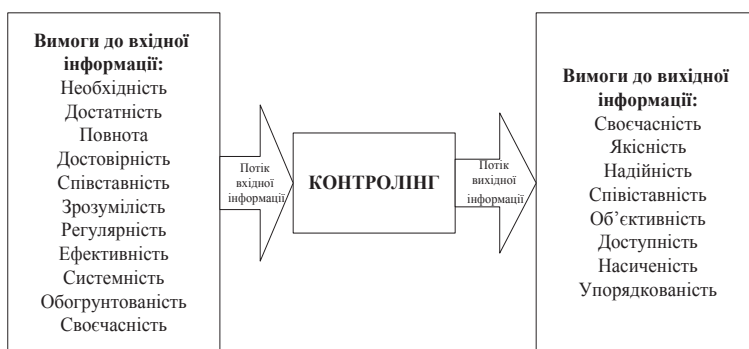 Вимоги до вхідної
інформації:
Необхідність
Достатність
Повнота
Достовірність
Співставність
Зрозумілість
Регулярність
Ефективність
Системність
Обогрунтованість
Своєчасність
Потік
вхідної
інформації
КОНТРОЛІНГ
Потік
вихідної
інформації
Вимоги до вихідної
інформації:
Своєчасність
Якісність
Надійність
Співіставність
Об’єктивність
Доступність
Насиченість
Упорядкованість